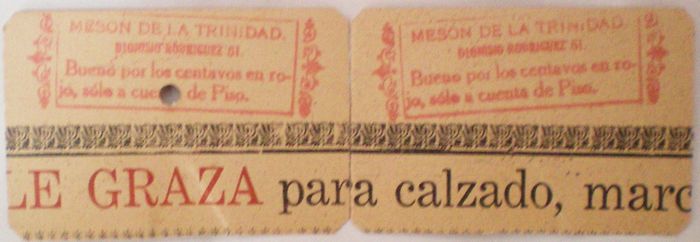 MESON DE LA TRINIDAD.
DIONISIO RODRIGUEZ 51.
Bueno por los centavos en ro-
jo, sólo a cuenta de Piso.
MESON DE LA TRINIDAD.
DIONISIO RODRIGUEZ 51.
Bueno por los centavos en ro-
jo, sólo a cuenta de Piso.
LE GRAZA para calzado, marc